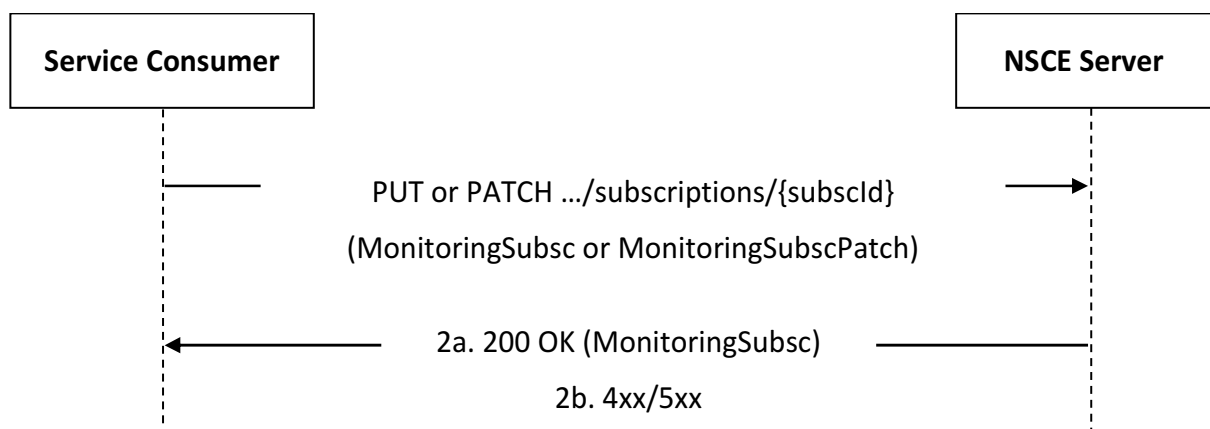 Service Consumer
NSCE Server
PUT or PATCH …/subscriptions/{subscId}
(MonitoringSubsc or MonitoringSubscPatch)
2a. 200 OK (MonitoringSubsc)
2b. 4xx/5xx